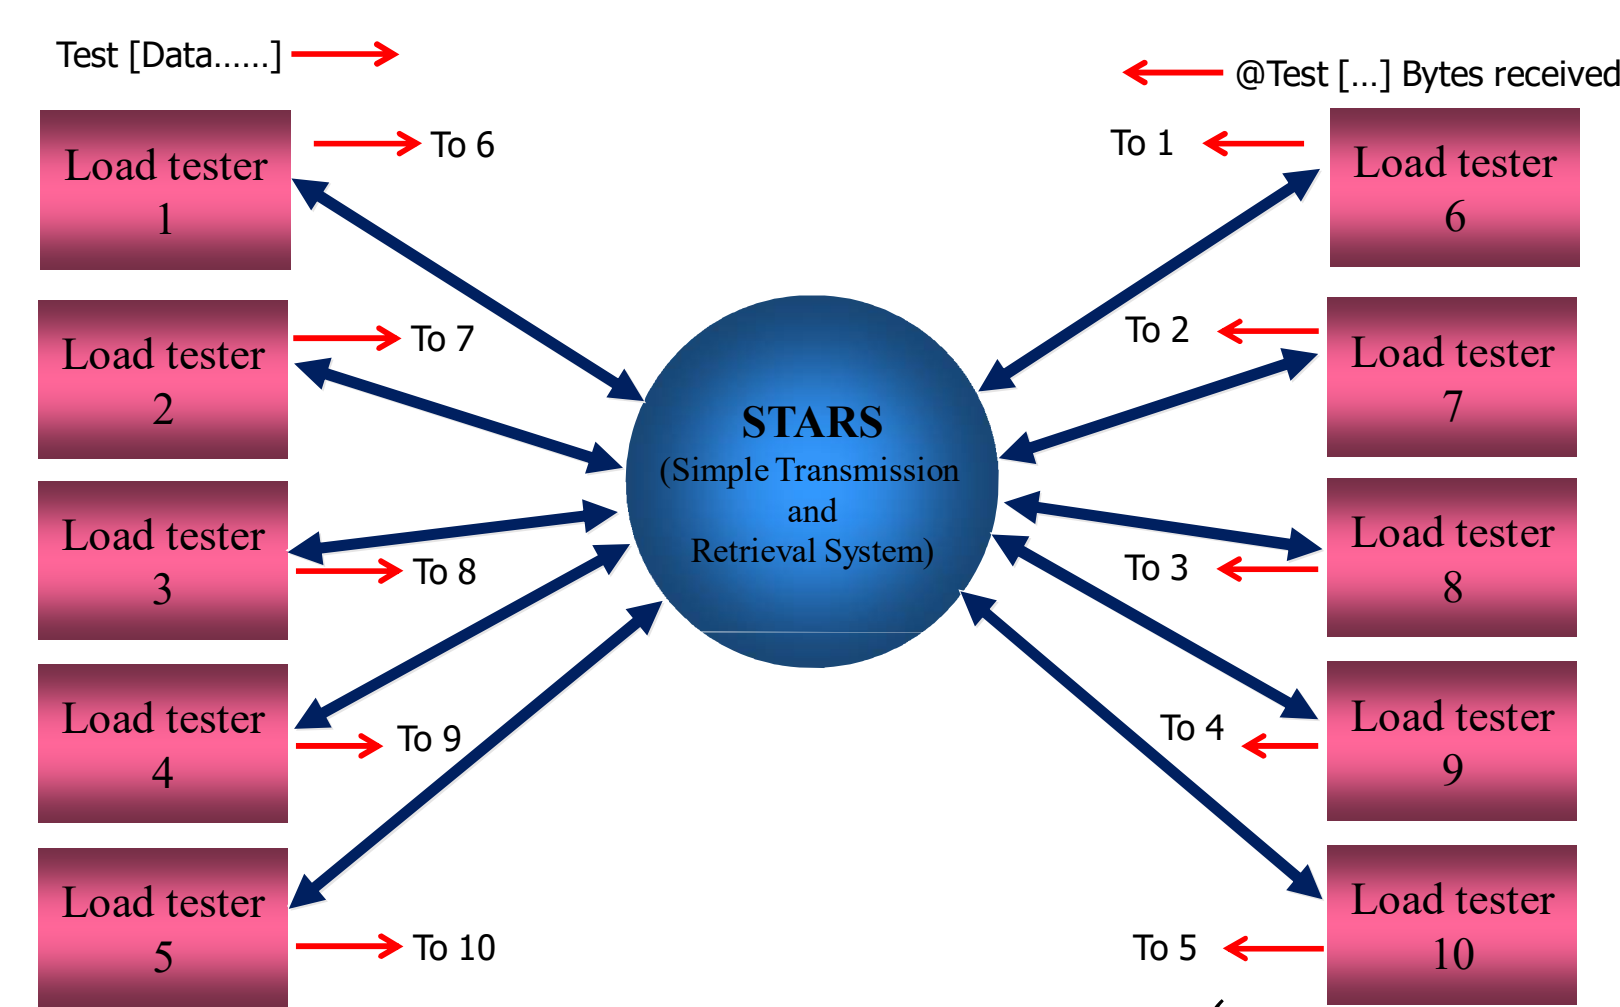 Test [Data......]
@Test [...] Bytes received
Load tester
1
To 6
To 1
Load tester
6
Load tester
2
To 7
To 2
Load tester
7
STARS
(Simple Transmission
and
Retrieval System)
Load tester
3
To 8
To 3
Load tester
8
Load tester
4
To 9
To 4
Load tester
9
Load tester
5
To 10
To 5
Load tester
10